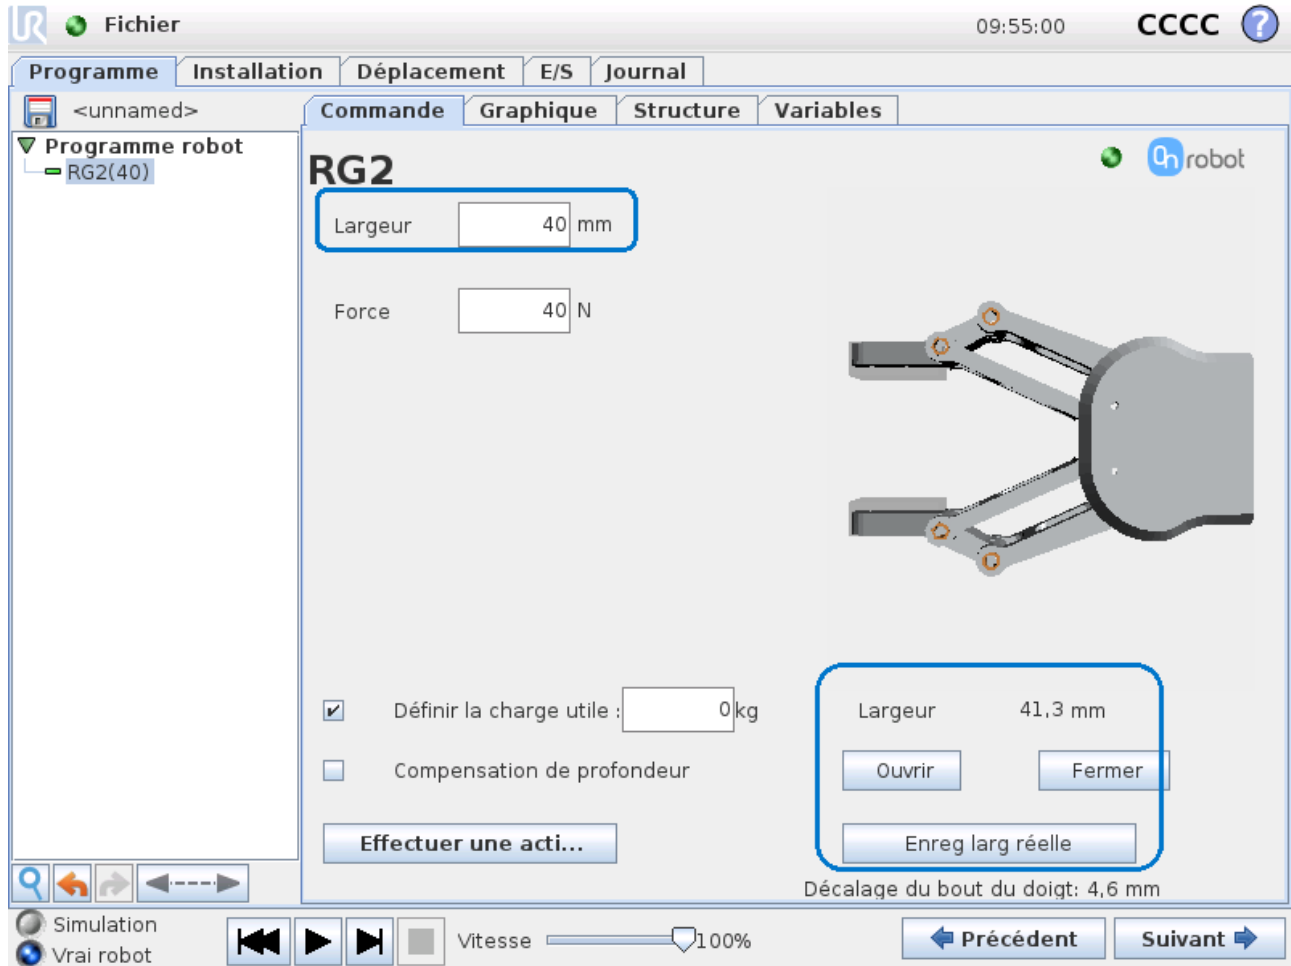 Fichier
09:55:00
CCCC
?
Programme
Installation
Déplacement
E/S
Journal
<unnamed>
Commande
Graphique
Structure
Variables
Programme robot
RG2(40)
RG2
On robot
Largeur 40 mm
Force 40 N
Définir la charge utile : 0 kg
Largeur 41,3 mm
Compensation de profondeur
Ouvrir
Fermer
Effectuer une acti...
Enreg larg réelle
Décalage du bout du doigt: 4,6 mm
Simulation
Vrai robot
Vitesse 100%
Précédent
Suivant